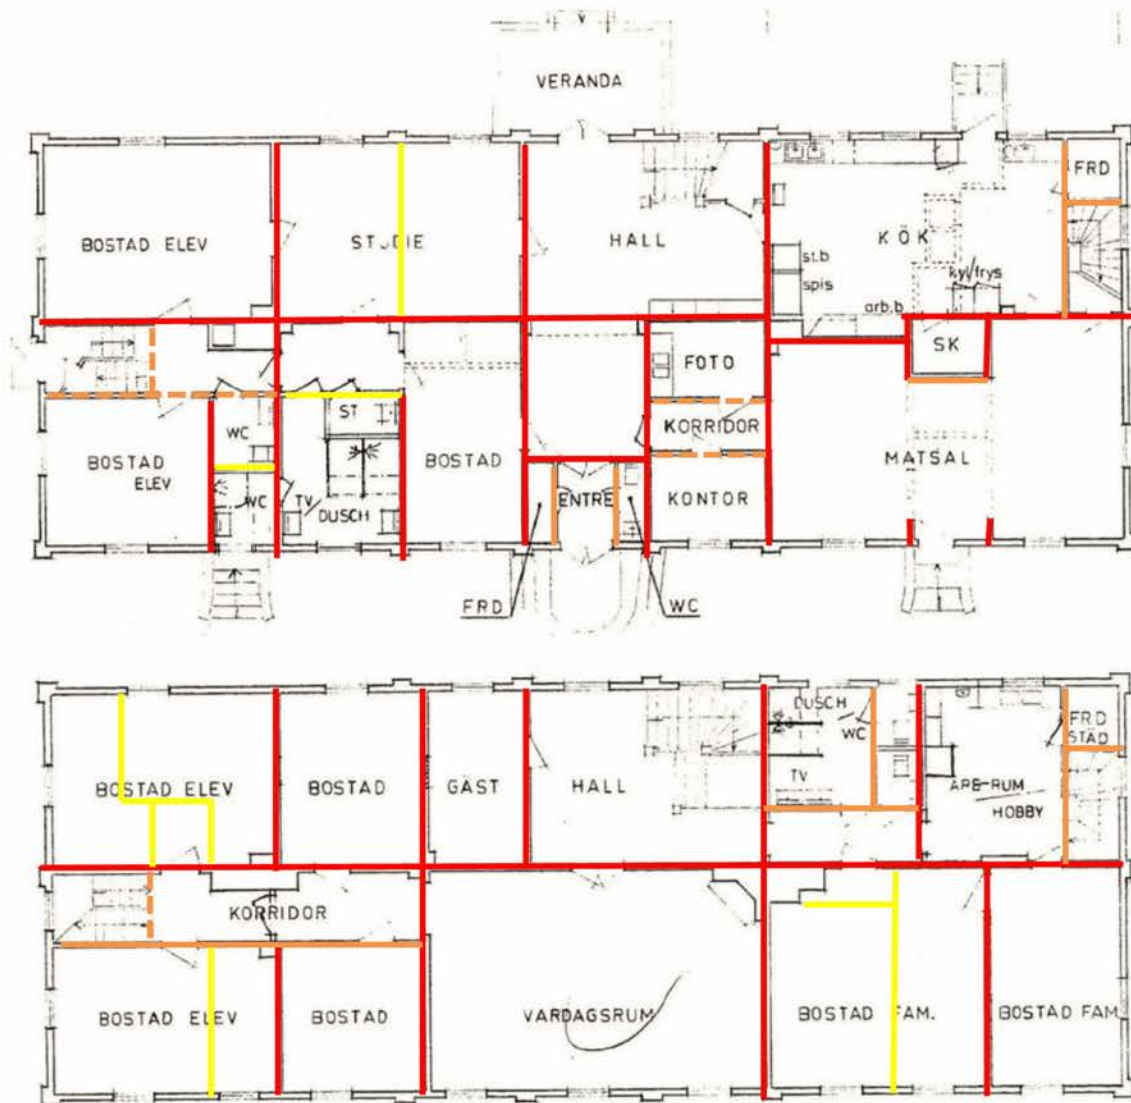 VERANDA
FRD
BOSTAD ELEV
STUDIE
HALL
KÖK
st.b
spis
kyl/frys
arb.b
SK
FOTO
WC
ST
KORRIDOR
BOSTAD
ELEV
BOSTAD
MATSAL
WC
TV
DUSCH
ENTRE
KONTOR
FRD
WC
DUSCH
WC
FRD
STÄD
BOSTAD ELEV
BOSTAD
GÄST
HALL
TV
ARB-RUM
HOBBY
KORRIDOR
BOSTAD ELEV
BOSTAD
VARDAGSRUM
BOSTAD FAM.
BOSTAD FAM